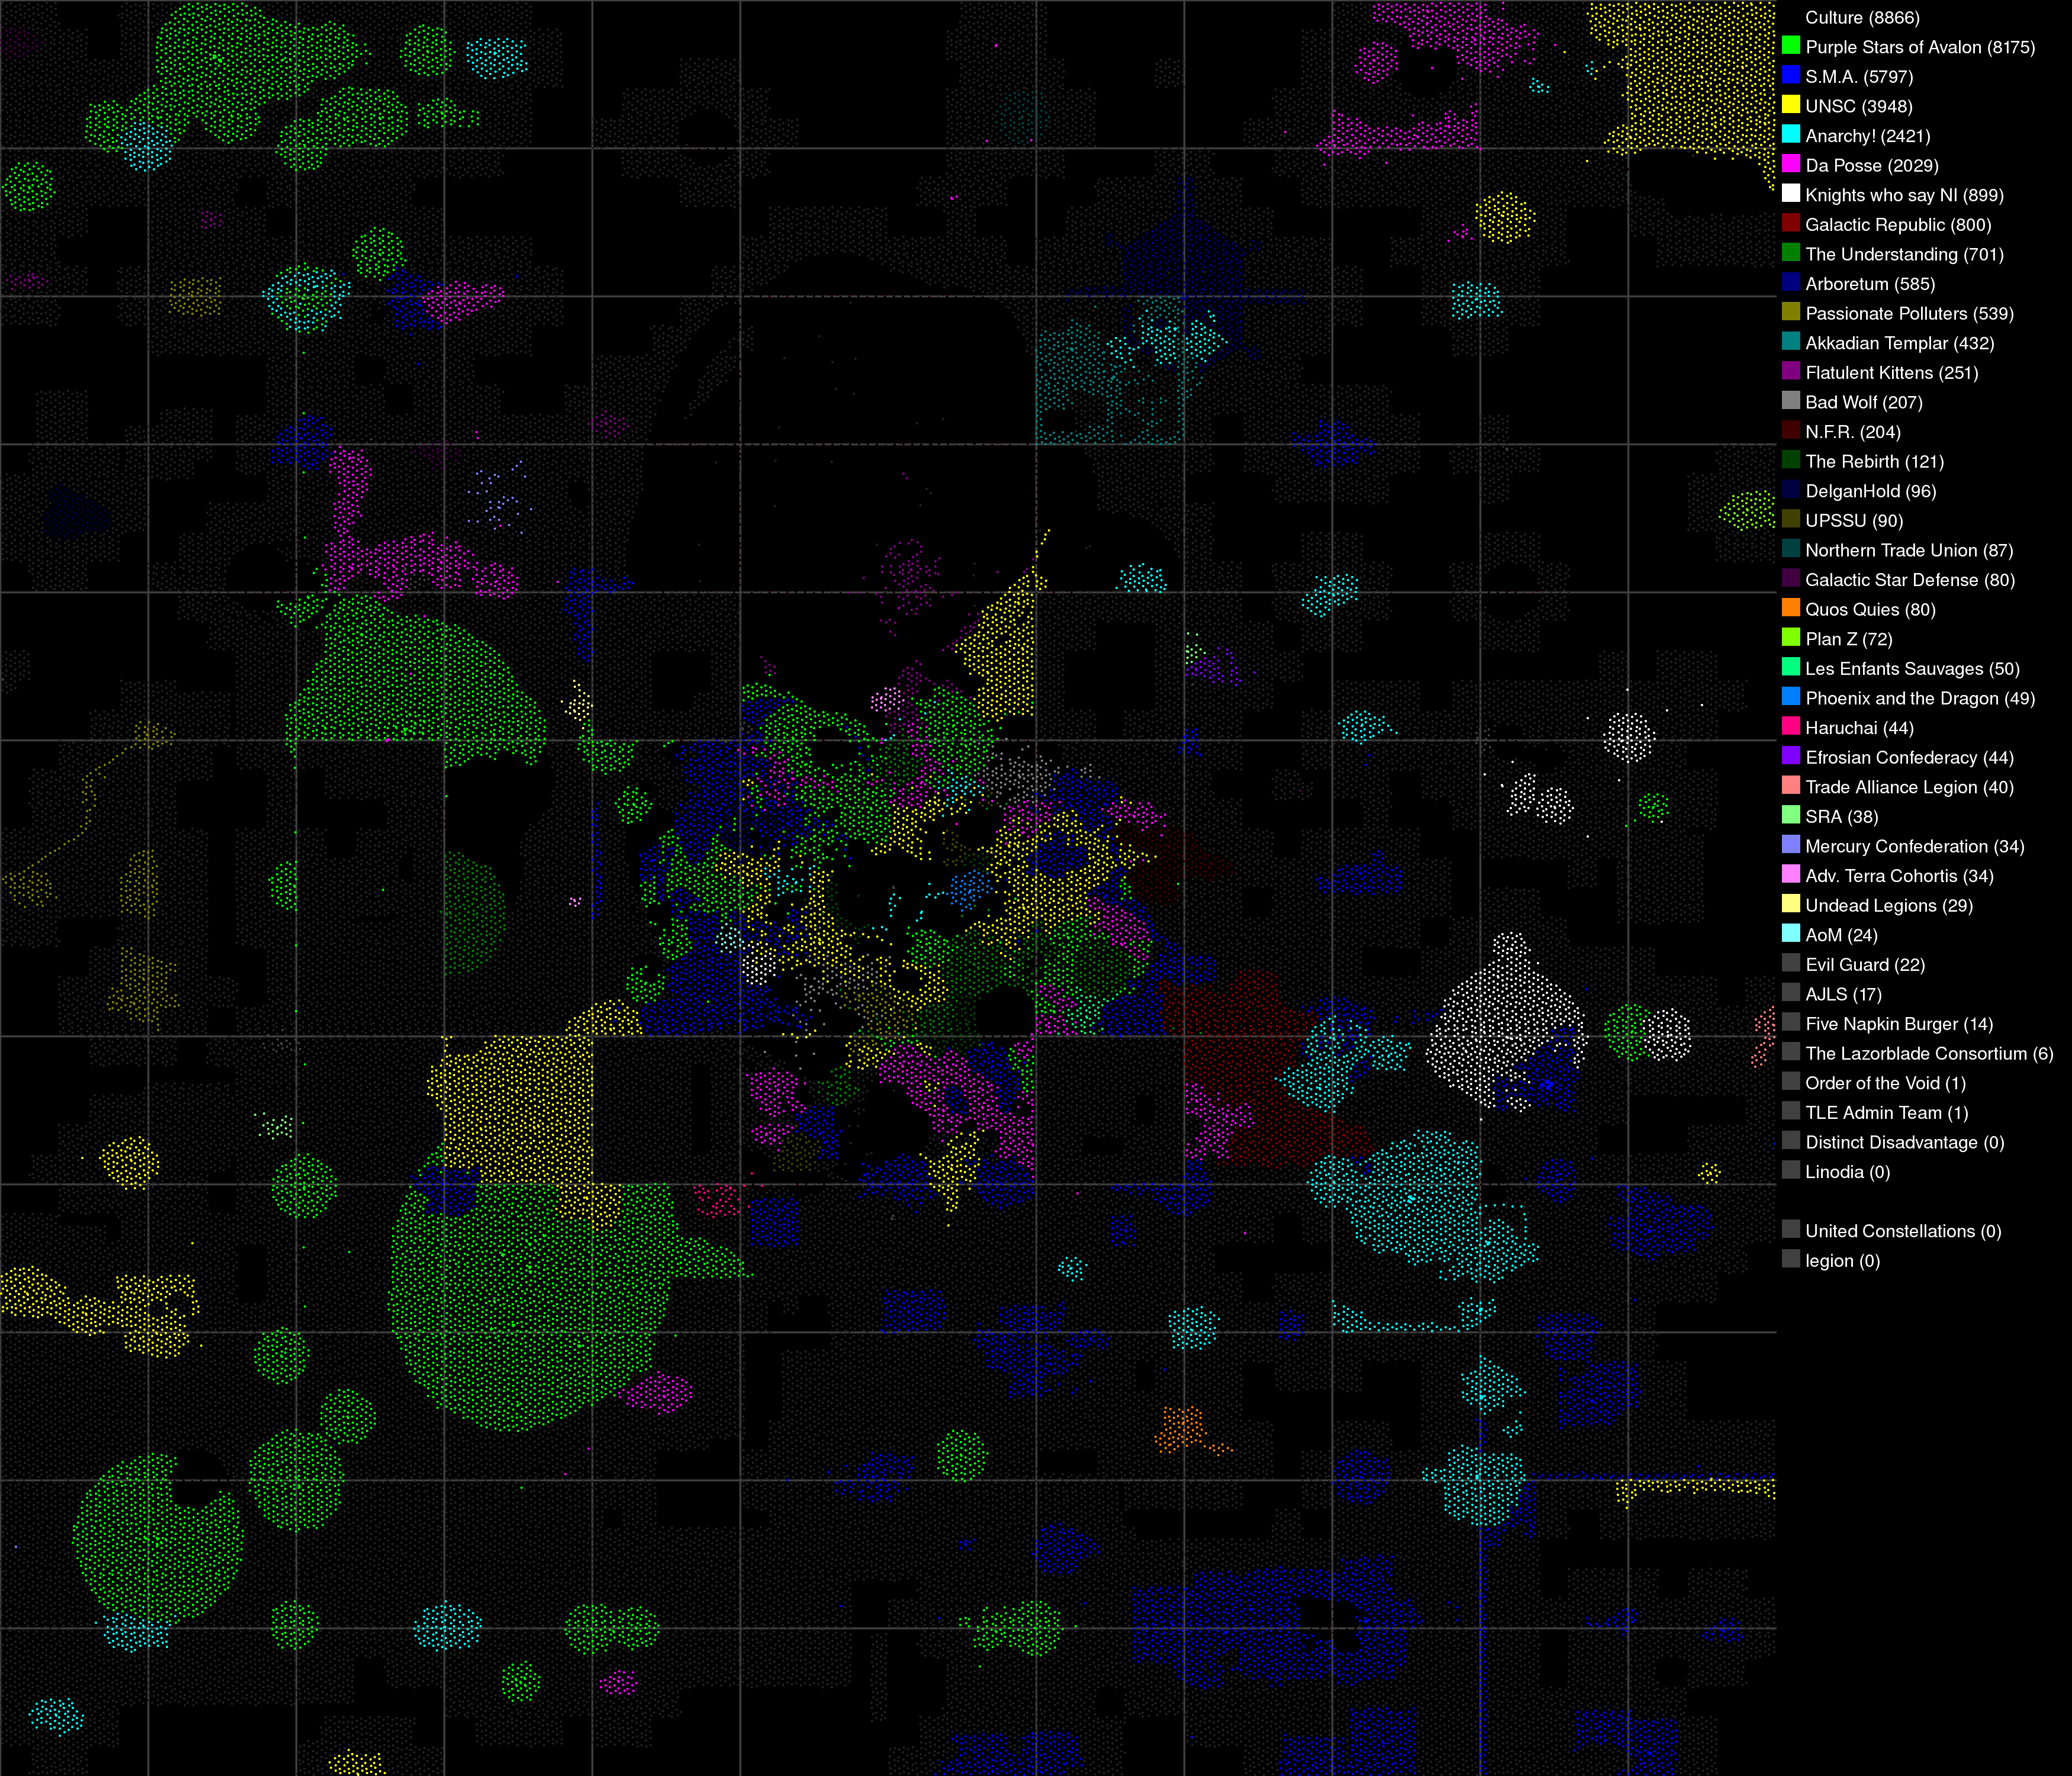 Culture (8866)
Purple Stars of Avalon (8175)
S.M.A. (5797)
UNSC (3948)
Anarchy! (2421)
Da Posse (2029)
Knights who say NI (899)
Galactic Republic (800)
The Understanding (701)
Arboretum (585)
Passionate Polluters (539)
Akkadian Templar (432)
Flatulent Kittens (251)
Bad Wolf (207)
N.F.R. (204)
The Rebirth (121)
DelganHold (96)
UPSSU (90)
Northern Trade Union (87)
Galactic Star Defense (80)
Quos Quies (80)
Plan Z (72)
Les Enfants Sauvages (50)
Phoenix and the Dragon (49)
Haruchai (44)
Efrosian Confederacy (44)
Trade Alliance Legion (40)
SRA (38)
Mercury Confederation (34)
Adv. Terra Cohortis (34)
Undead Legions (29)
AoM (24)
Evil Guard (22)
AJLS (17)
Five Napkin Burger (14)
The Lazorblade Consortium (6)
Order of the Void (1)
TLE Admin Team (1)
Distinct Disadvantage (0)
Linodia (0)
United Constellations (0)
legion (0)